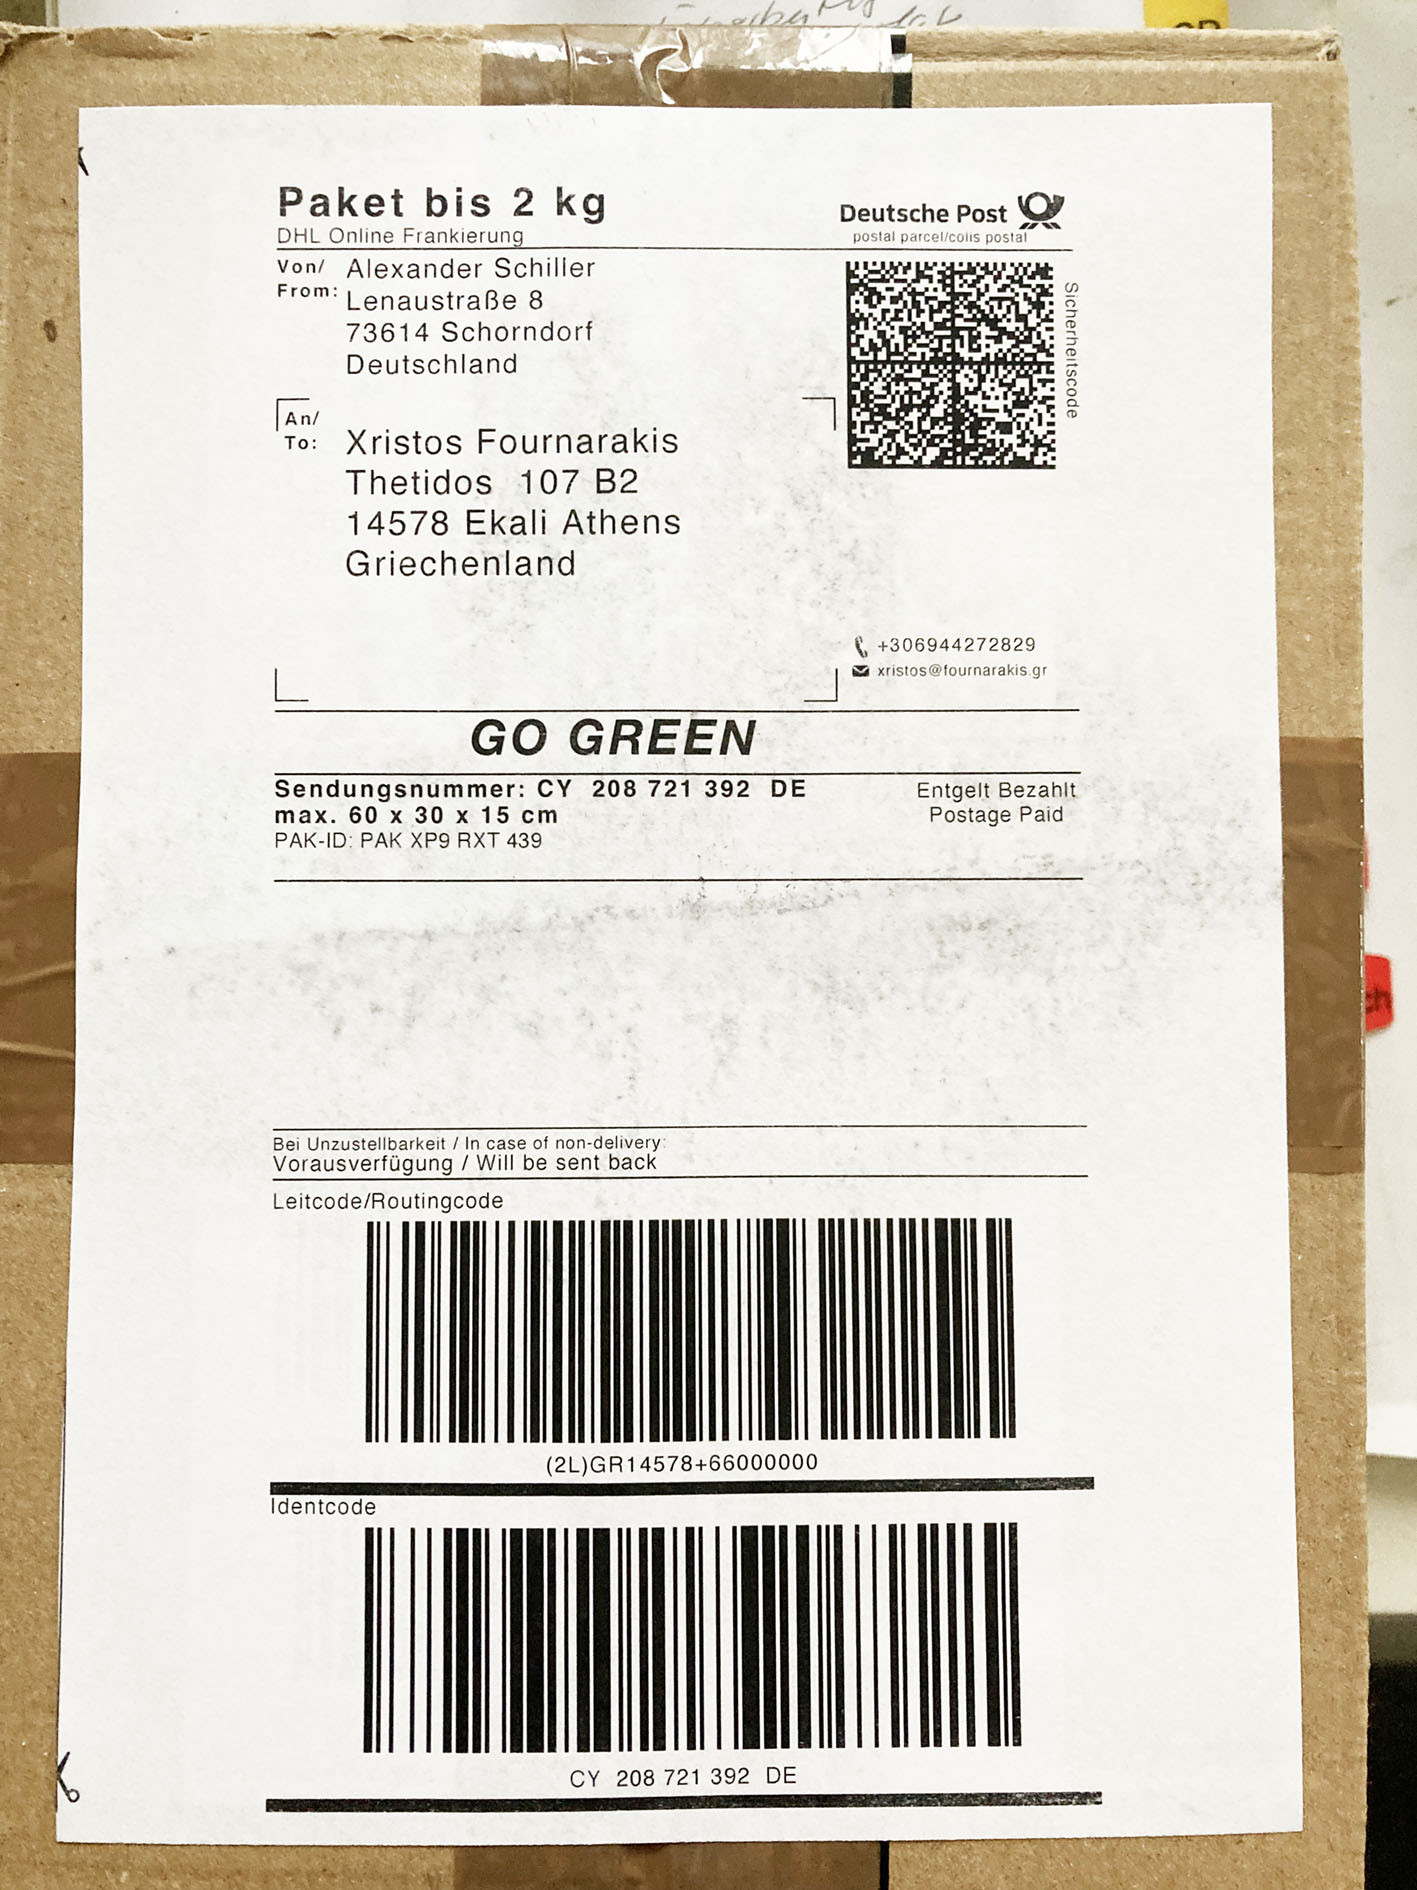 Paket bis 2 kg
DHL Online Frankierung
Deutsche Post
postal parcel/colis postal
Von/
From:
Alexander Schiller
Lenaustraße 8
73614 Schorndorf
Deutschland
Sicherheitscode
An/
To:
Xristos Fournarakis
Thetidos 107 B2
14578 Ekali Athens
Griechenland
+306944272829
xristos@fournarakis.gr
GO GREEN
Sendungsnummer: CY 208 721 392 DE
max. 60 x 30 x 15 cm
PAK-ID: PAK XP9 RXT 439
Entgelt Bezahlt
Postage Paid
Bei Unzustellbarkeit / In case of non-delivery:
Vorausverfügung / Will be sent back
Leitcode/Routingcode
(2L)GR14578+66000000
Identcode
CY 208 721 392 DE